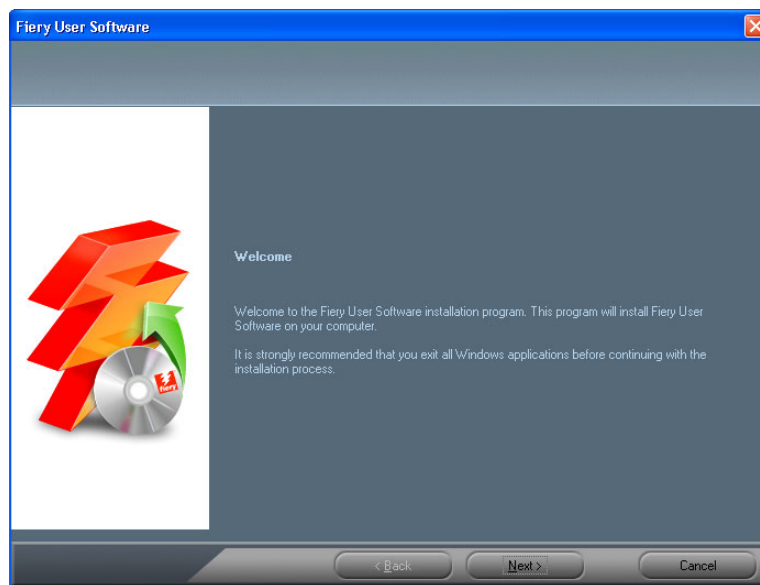 Fiery User Software
Welcome
Welcome to the Fiery User Software installation program. This program will install Fiery User
Software on your computer.
It is strongly recommended that you exit all Windows applications before continuing with the
installation process.
fiery
< Back
Next >
Cancel